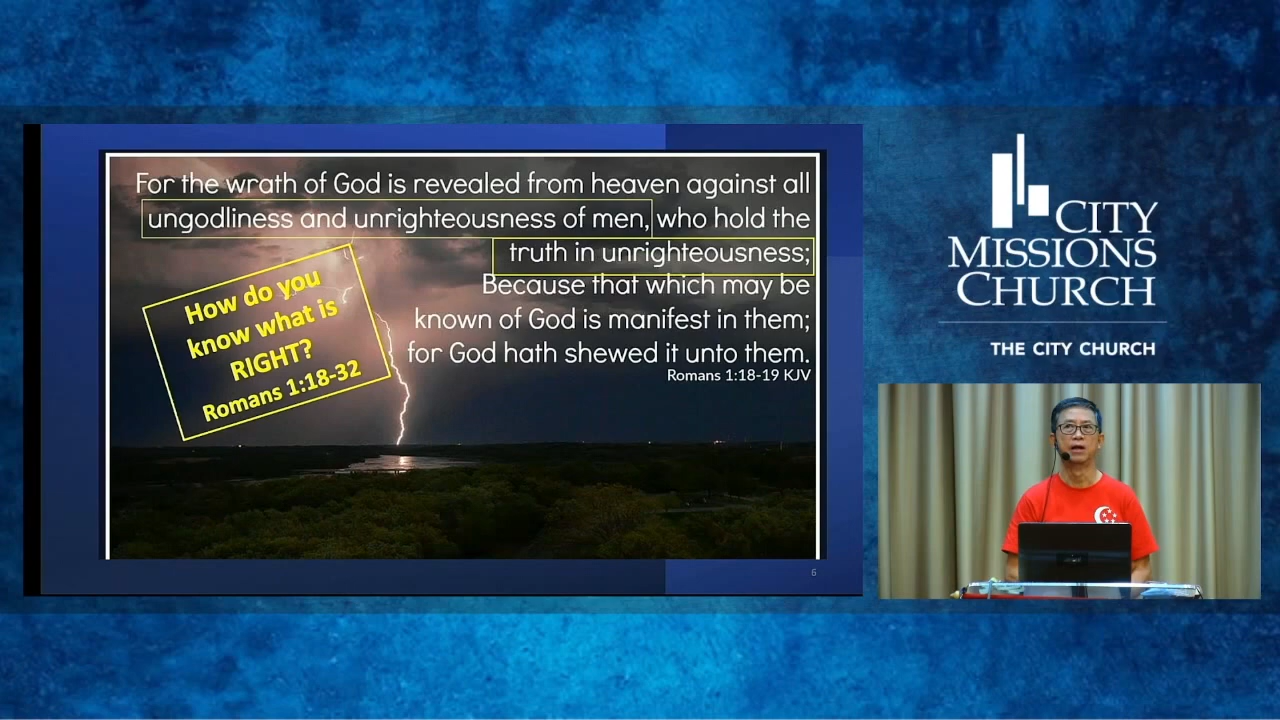 For the wrath of God is revealed from heaven against all
ungodliness and unrighteousness of men, who hold the
truth in unrighteousness;
Because that which may be
known of God is manifest in them;
for God hath shewed it unto them.
Romans 1:18-19 KJV
How do you
know what is
RIGHT?
Romans 1:18-32
6
CITY
MISSIONS
CHURCH
THE CITY CHURCH